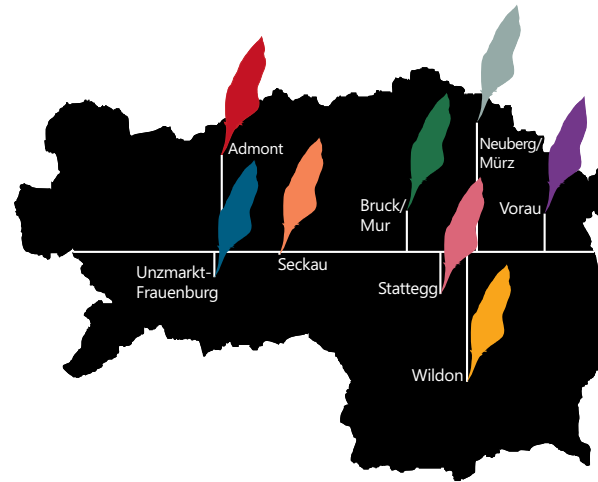 Admont
Neuberg/
Mürz
Bruck/
Mur
Vorau
Unzmarkt-
Frauenburg
Seckau
Stattegg
Wildon